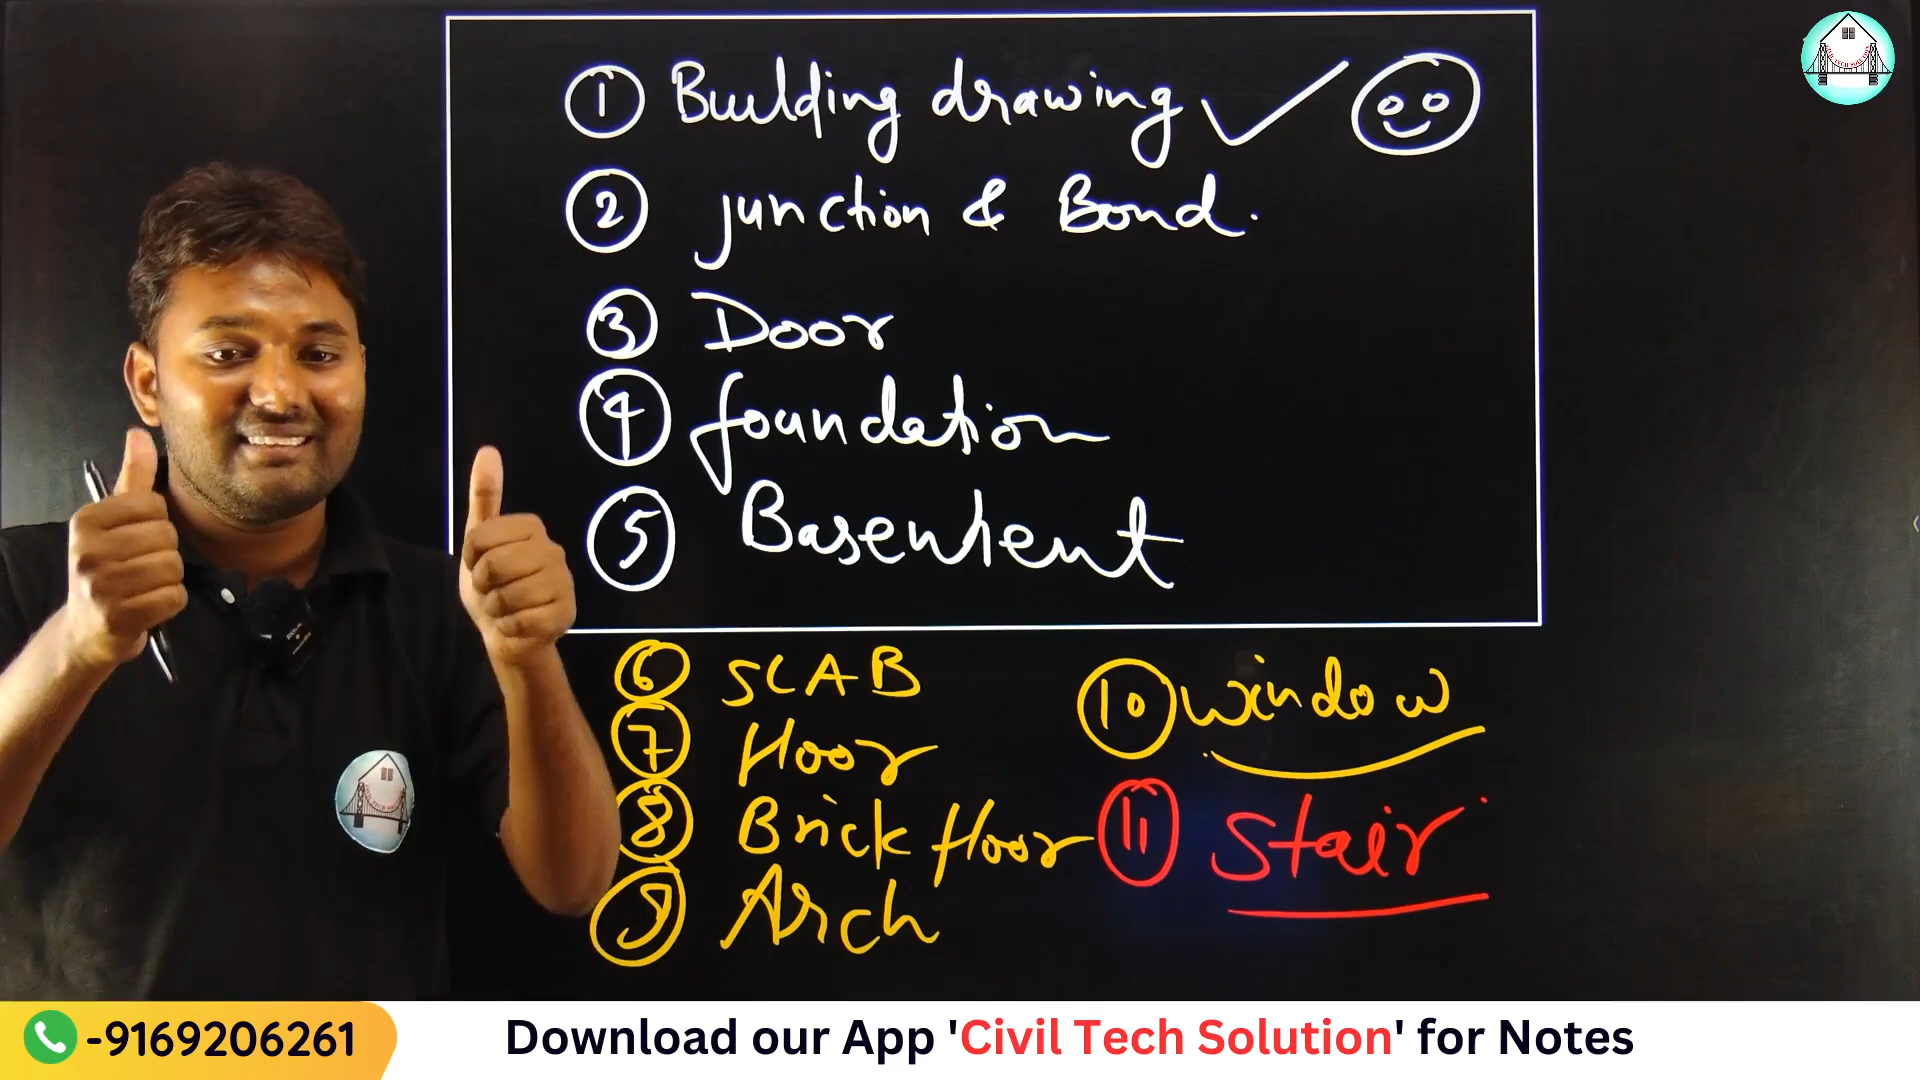 1 Building drawing
2 junction & Bond.
3 Door
4 foundation
5 Basement
6 SLAB
7 floor
8 Brick floor
9 Arch
10 window
11 Stair
-9169206261
Download our App 'Civil Tech Solution' for Notes